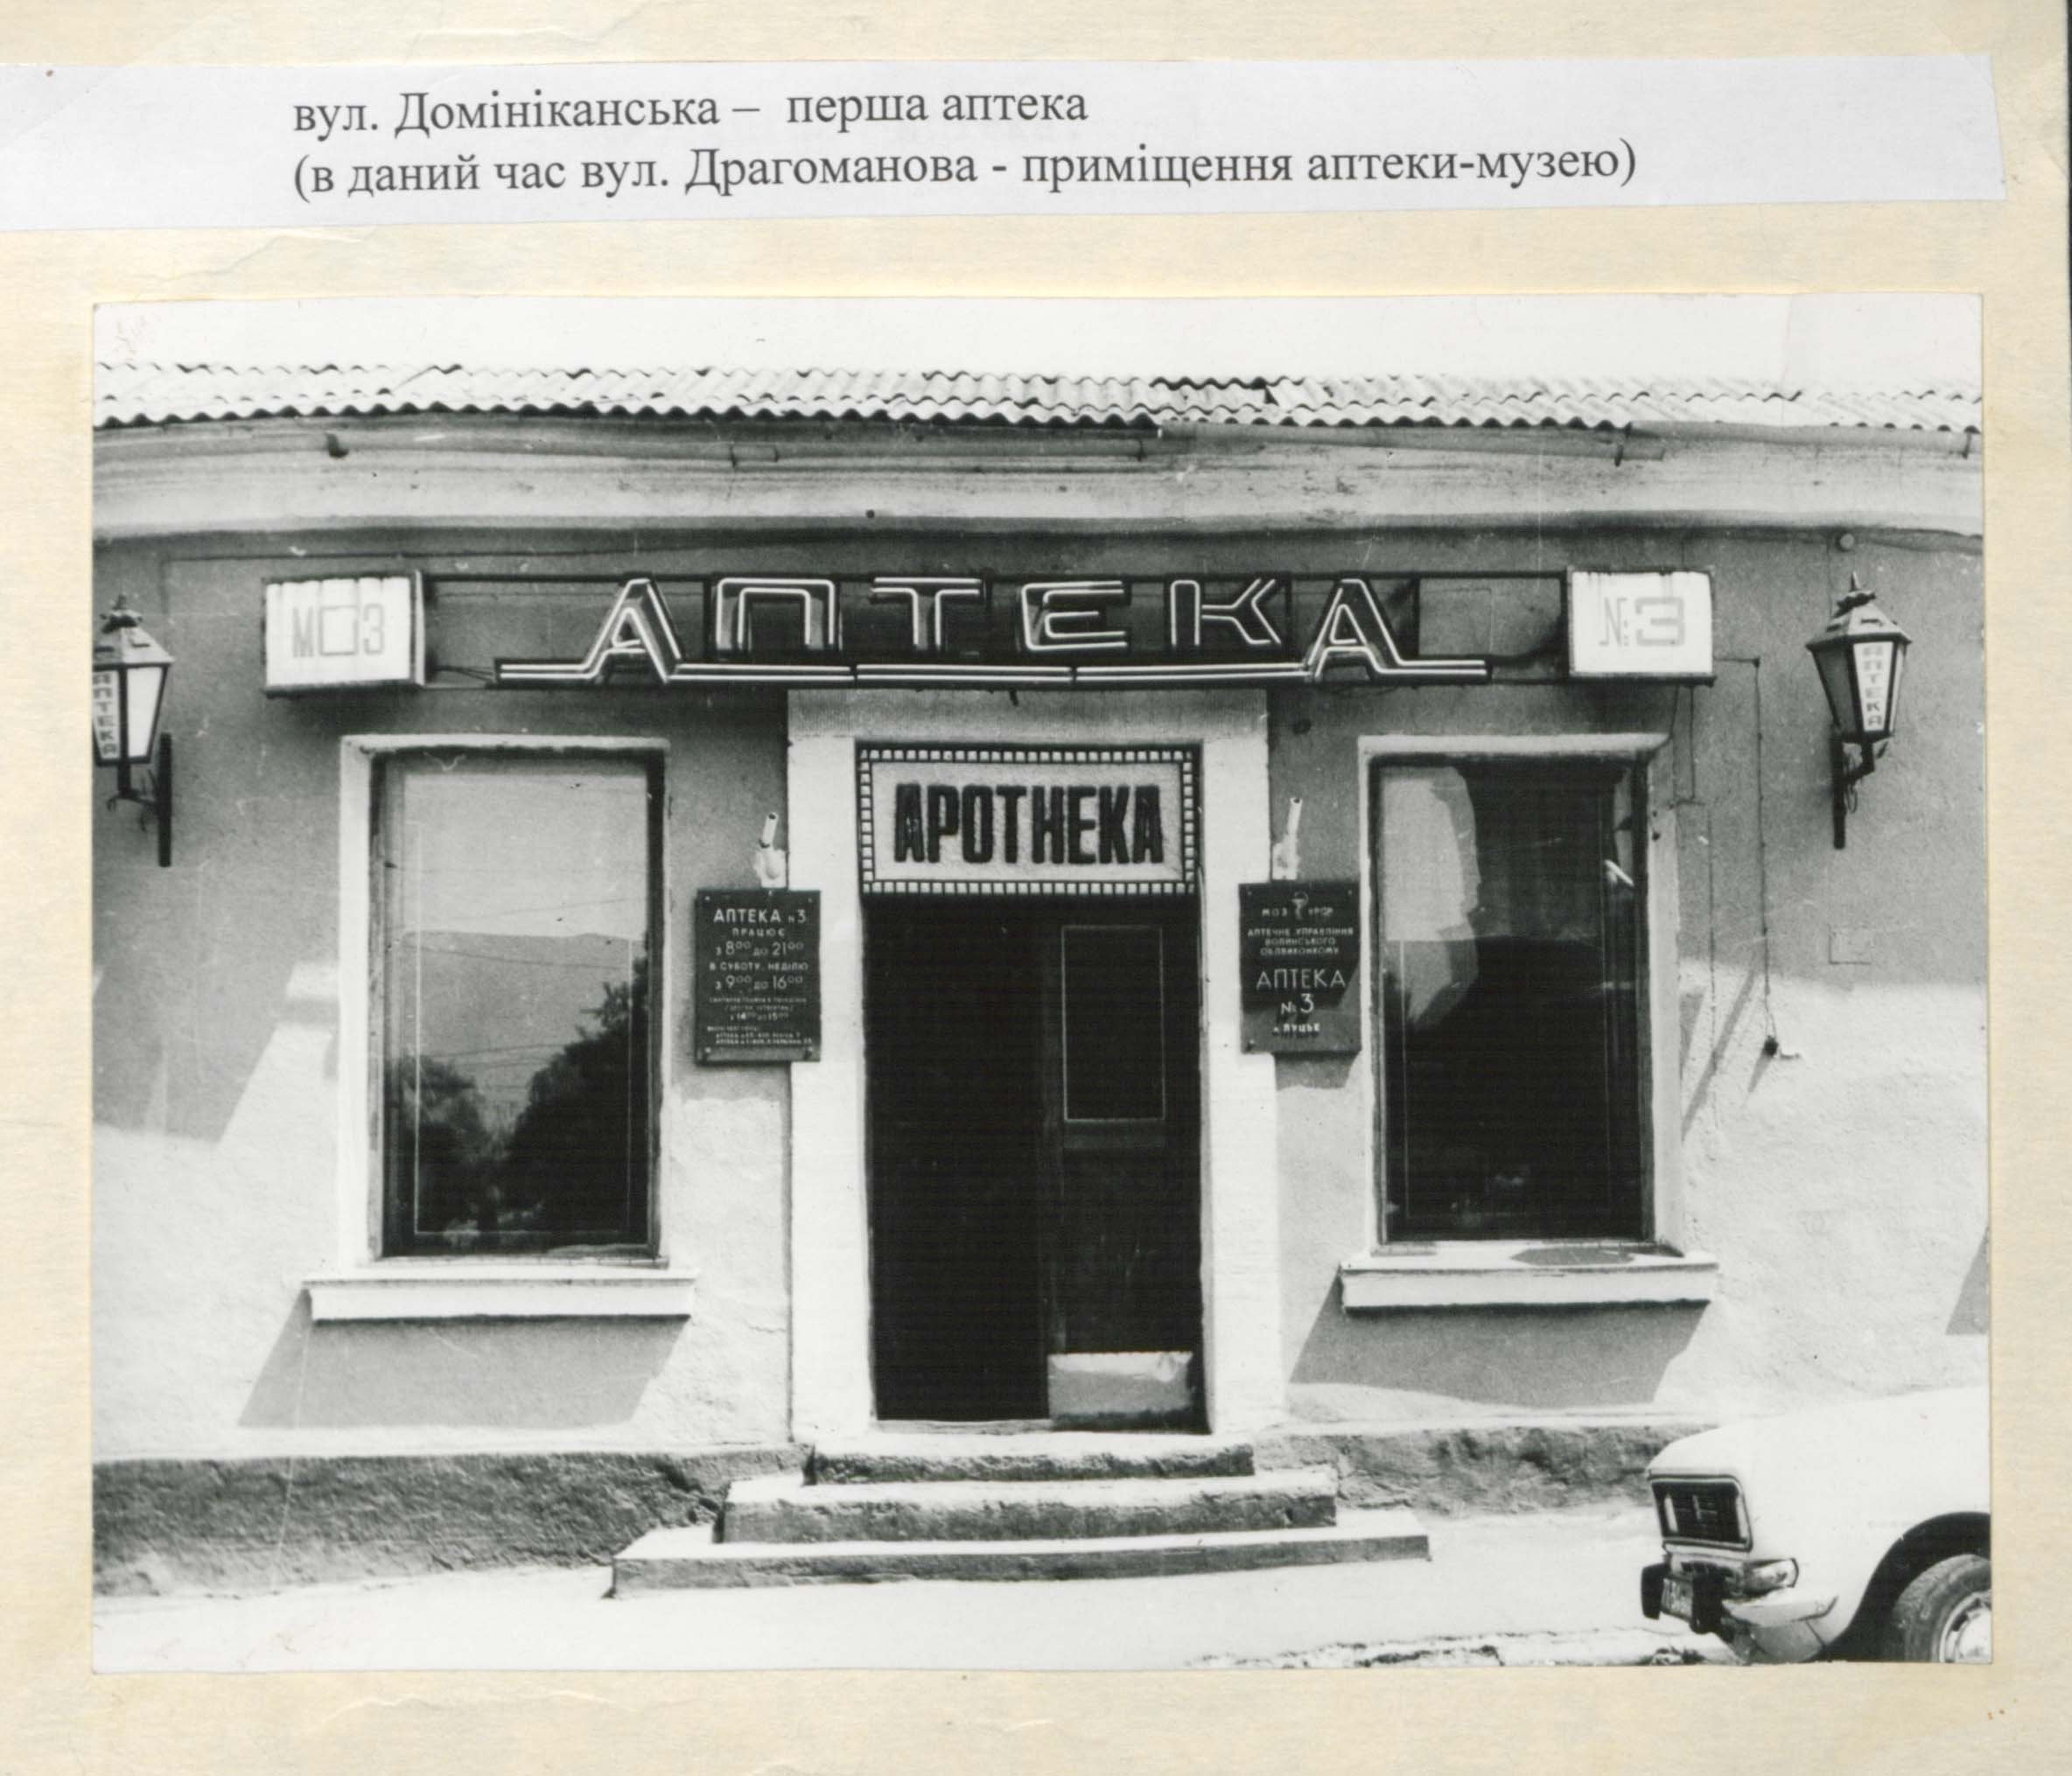 вул. Домініканська – перша аптека
(в даний час вул. Драгоманова - приміщення аптеки-музею)
МОЗ
АПТЕКА
№3
АПТЕКА
АПТЕКА
APOTHEKA
АПТЕКА №3
ПРАЦЮЄ
з 8⁰⁰ до 21⁰⁰
В СУБОТУ, НЕДІЛЮ
з 9⁰⁰ до 16⁰⁰
МОЗ УРСР
АПТЕЧНЕ УПРАВЛІННЯ
ВОЛИНСЬКОГО
ОБЛВИКОНКОМУ
АПТЕКА
№3
м. ЛУЦЬК